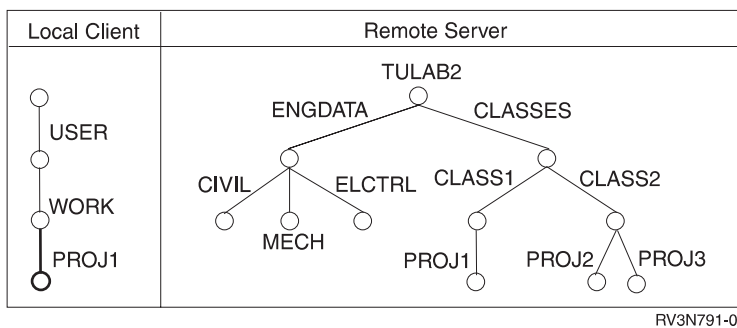 Local Client
Remote Server
TULAB2
ENGDATA
CLASSES
USER
CIVIL
ELCTRL
CLASS1
CLASS2
WORK
MECH
PROJ1
PROJ1
PROJ2
PROJ3
RV3N791-0